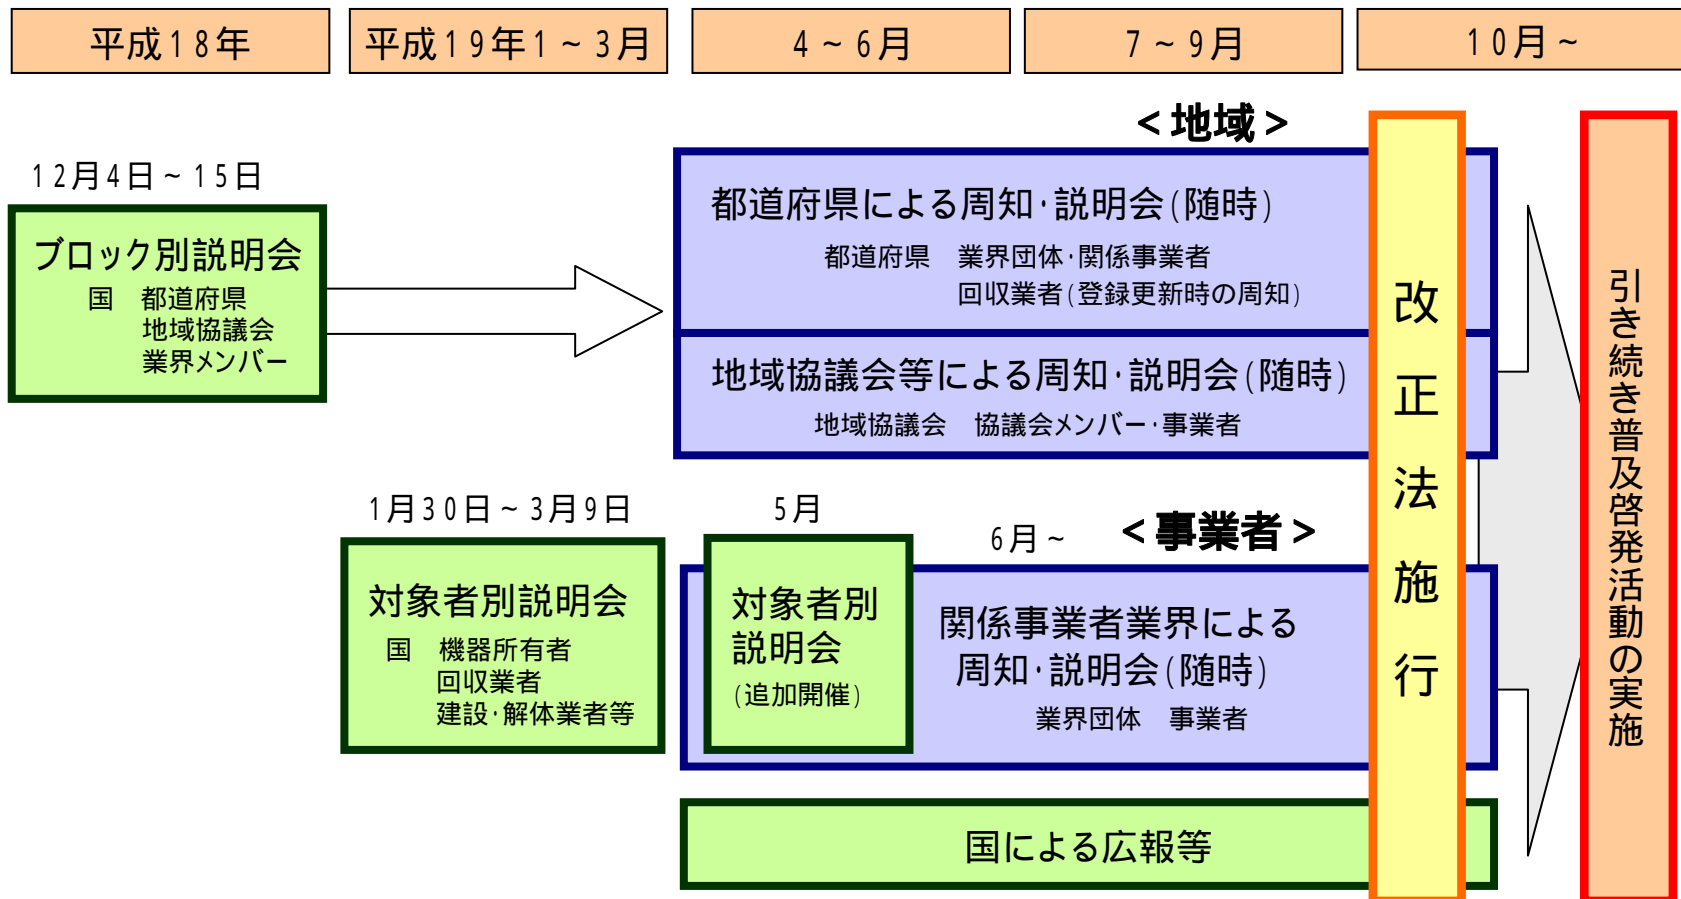 平成18年
平成19年1～3月
4～6月
7～9月
10月～
12月4日～15日
ブロック別説明会
国　都道府県
地域協議会
業界メンバー
＜地域＞
都道府県による周知・説明会(随時)
都道府県　業界団体・関係事業者
回収業者(登録更新時の周知)
地域協議会等による周知・説明会(随時)
地域協議会　協議会メンバー・事業者
1月30日～3月9日
対象者別説明会
国　機器所有者
回収業者
建設・解体業者等
5月
対象者別
説明会
(追加開催)
6月～
＜事業者＞
関係事業者業界による
周知・説明会(随時)
業界団体　事業者
国による広報等
改正法施行
引き続き普及啓発活動の実施